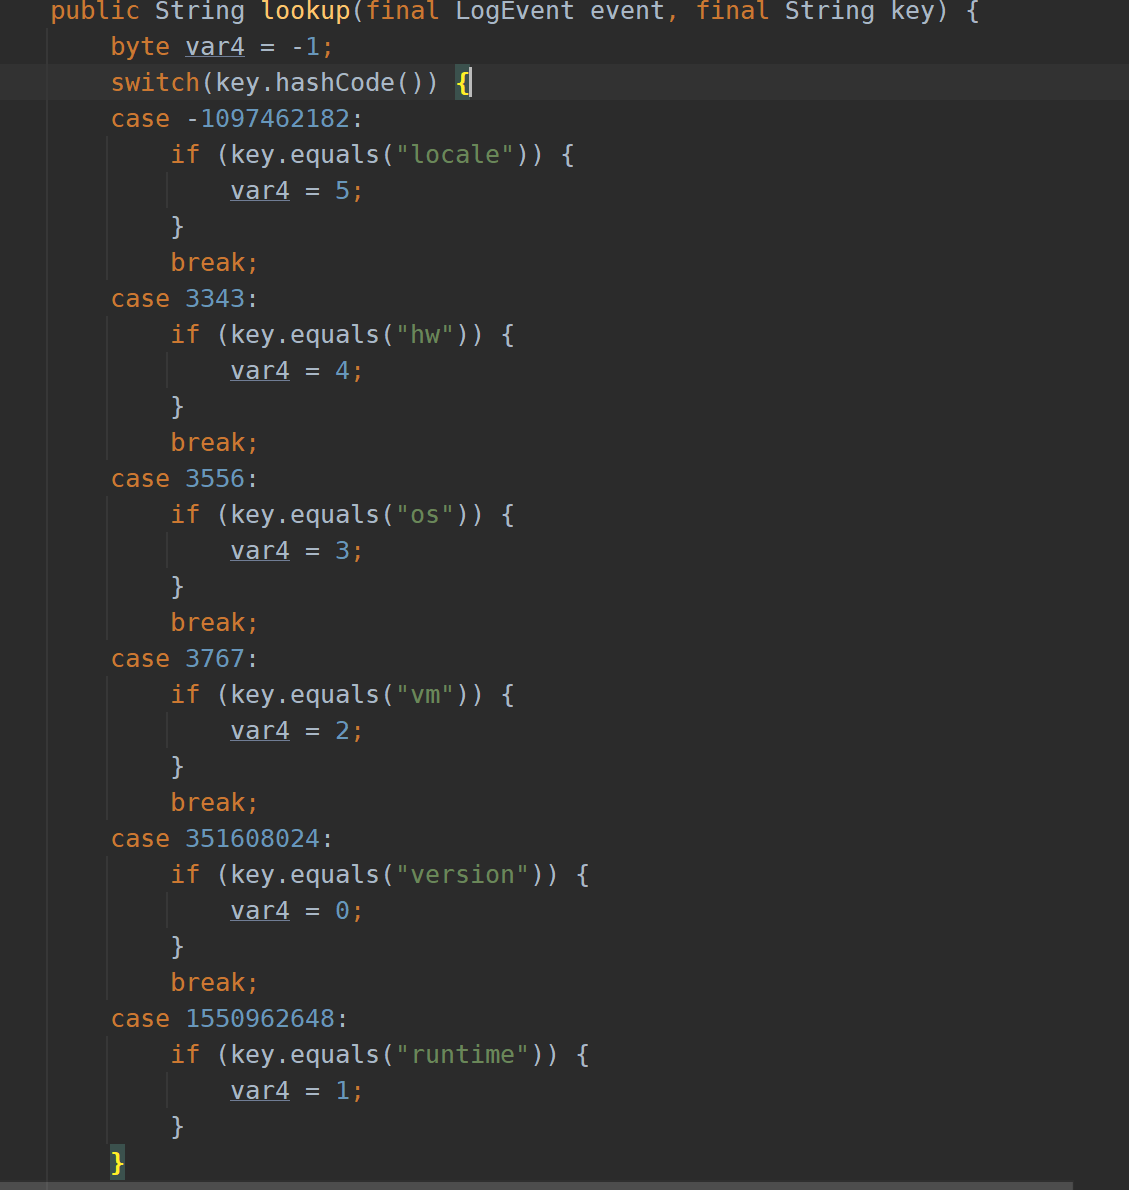 public String lookup(final LogEvent event, final String key) {
byte var4 = -1;
switch(key.hashCode()) {
case -1097462182:
if (key.equals("locale")) {
var4 = 5;
}
break;
case 3343:
if (key.equals("hw")) {
var4 = 4;
}
break;
case 3556:
if (key.equals("os")) {
var4 = 3;
}
break;
case 3767:
if (key.equals("vm")) {
var4 = 2;
}
break;
case 351608024:
if (key.equals("version")) {
var4 = 0;
}
break;
case 1550962648:
if (key.equals("runtime")) {
var4 = 1;
}
}